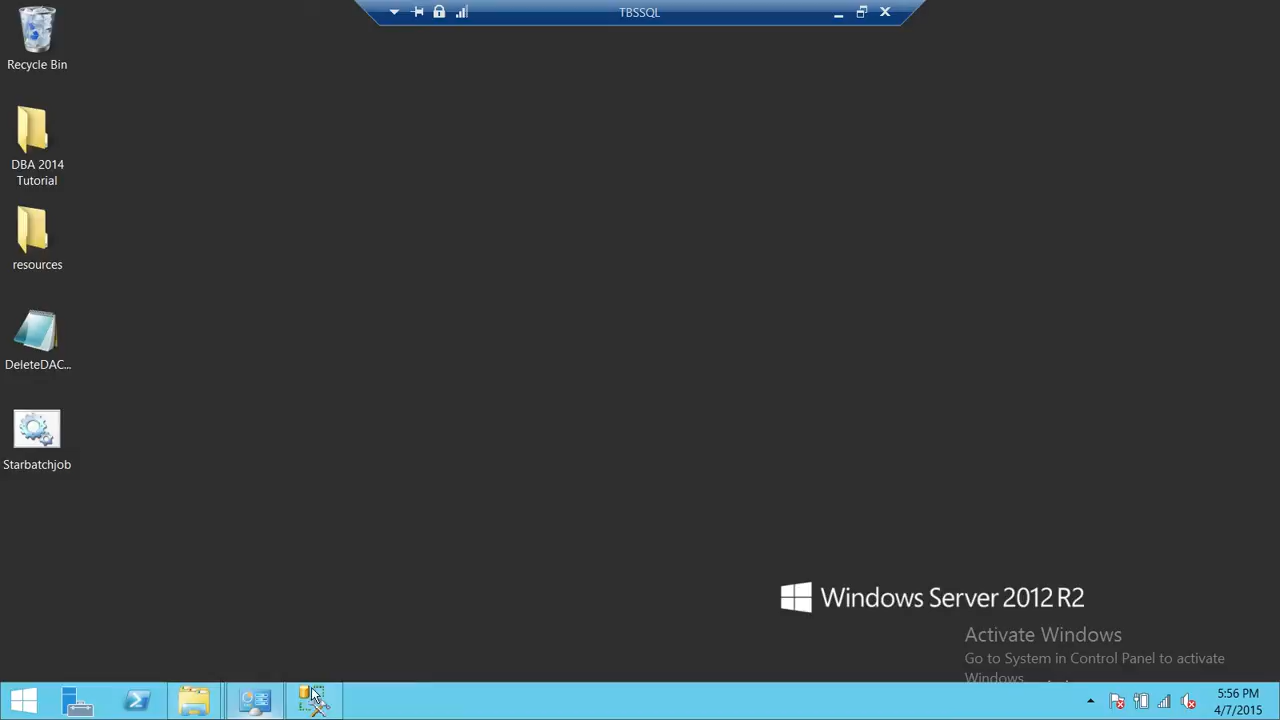 TBSSQL
Recycle Bin
DBA 2014
Tutorial
resources
DeleteDAC...
Starbatchjob
Windows Server 2012 R2
Activate Windows
Go to System in Control Panel to activate
Windows.
5:56 PM
4/7/2015